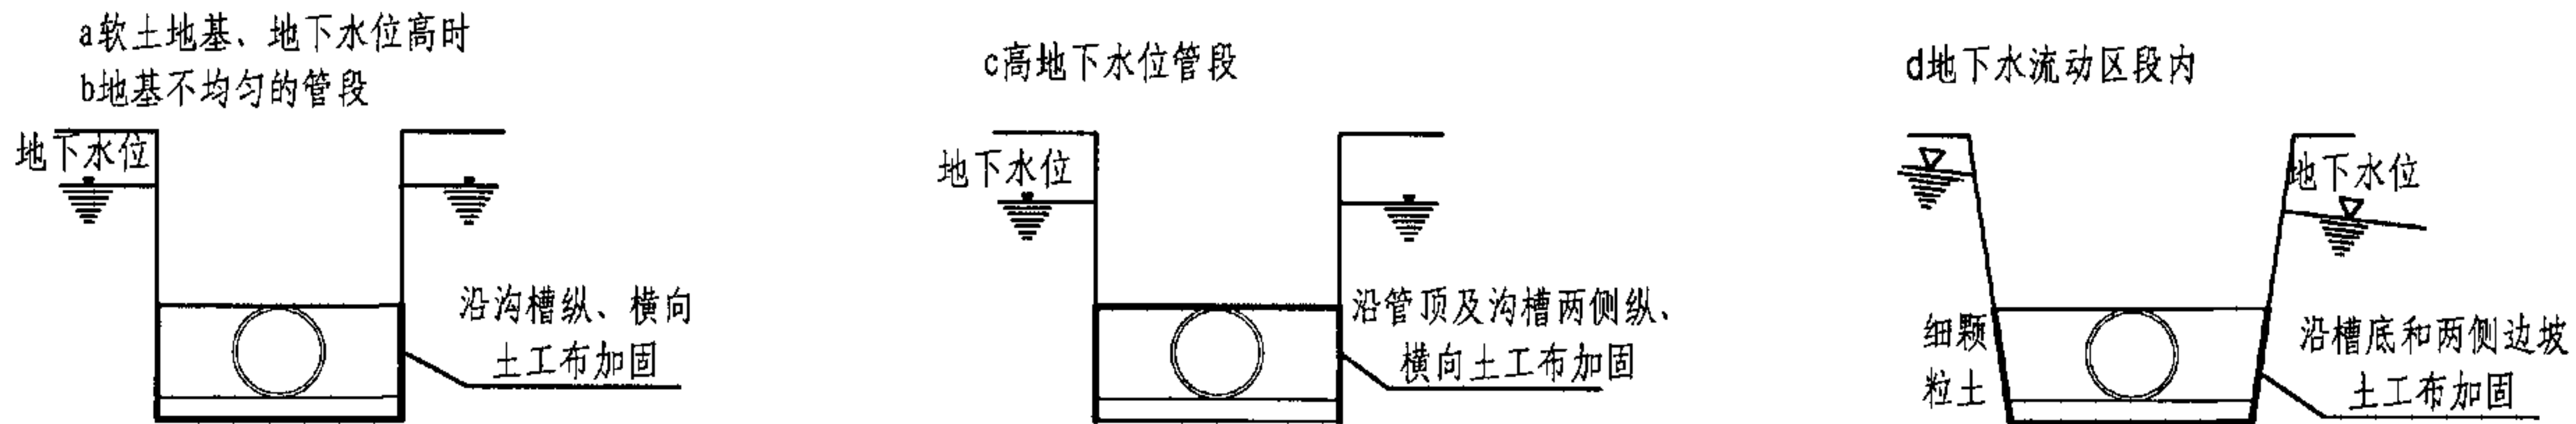 a软土地基、地下水位高时
b地基不均匀的管段
地下水位
沿沟槽纵、横向
土工布加固
c高地下水位管段
地下水位
沿管顶及沟槽两侧纵、
横向土工布加固
d地下水流动区段内
地下水位
细颗
粒土
沿槽底和两侧边坡
土工布加固